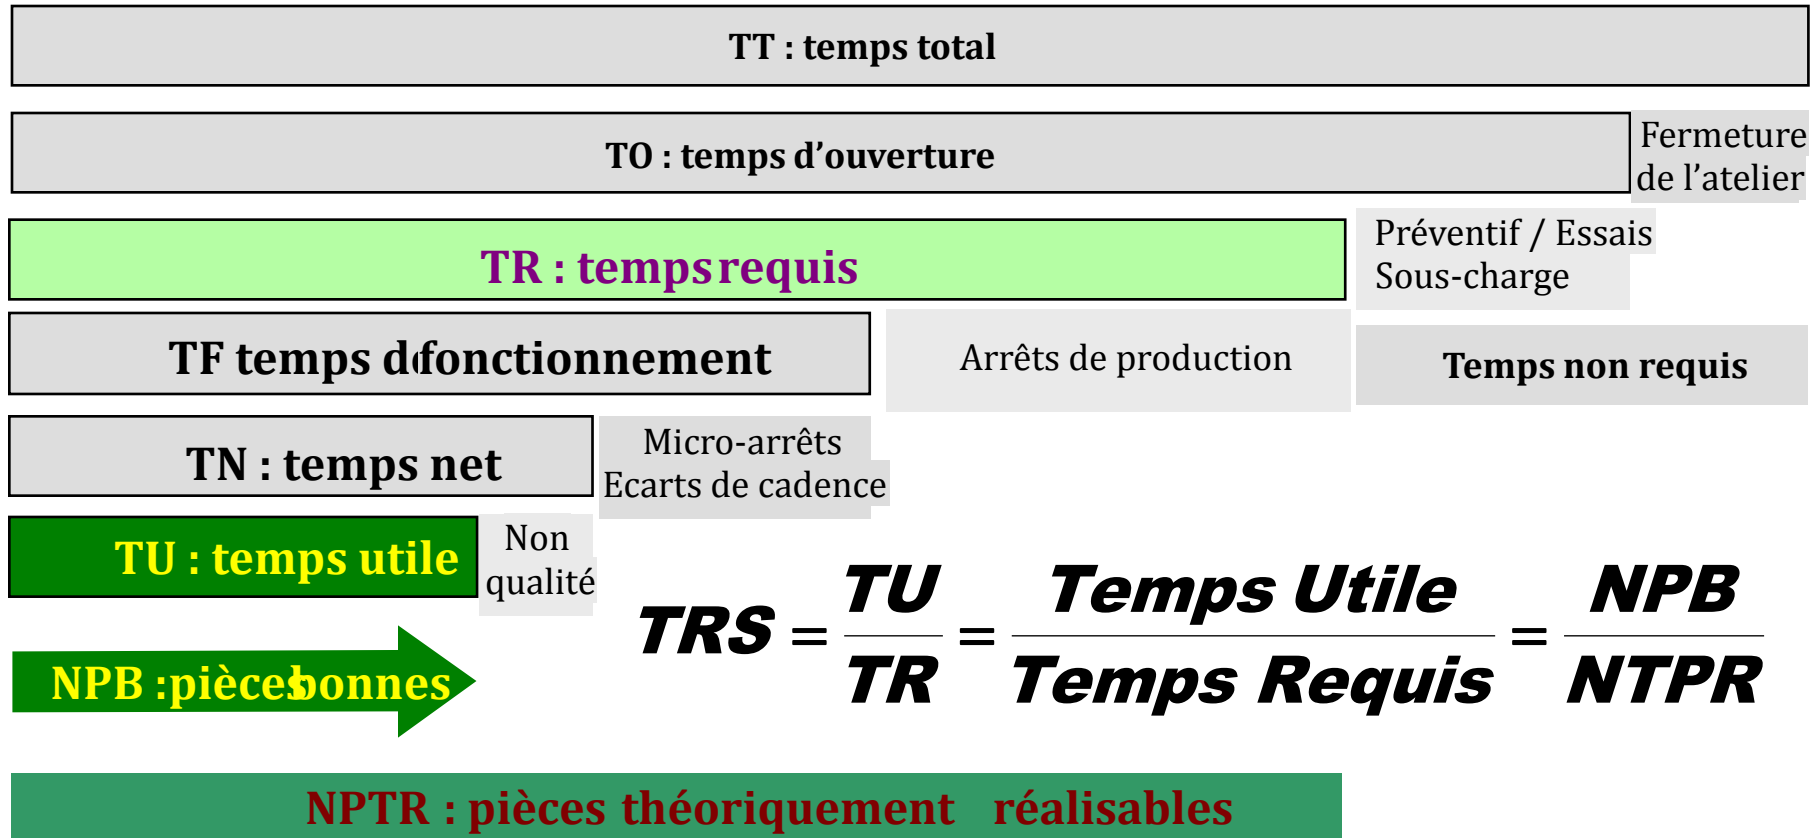 TT : temps total
TO : temps d’ouverture
Fermeture
de l’atelier
TR : temps requis
Préventif / Essais
Sous-charge
TF temps de fonctionnement
Arrêts de production
Temps non requis
TN : temps net
Micro-arrêts
Ecarts de cadence
TU : temps utile
Non
qualité
TRS = TU / TR = Temps Utile / Temps Requis = NPB / NTPR
NPB : pièces bonnes
NPTR : pièces théoriquement réalisables